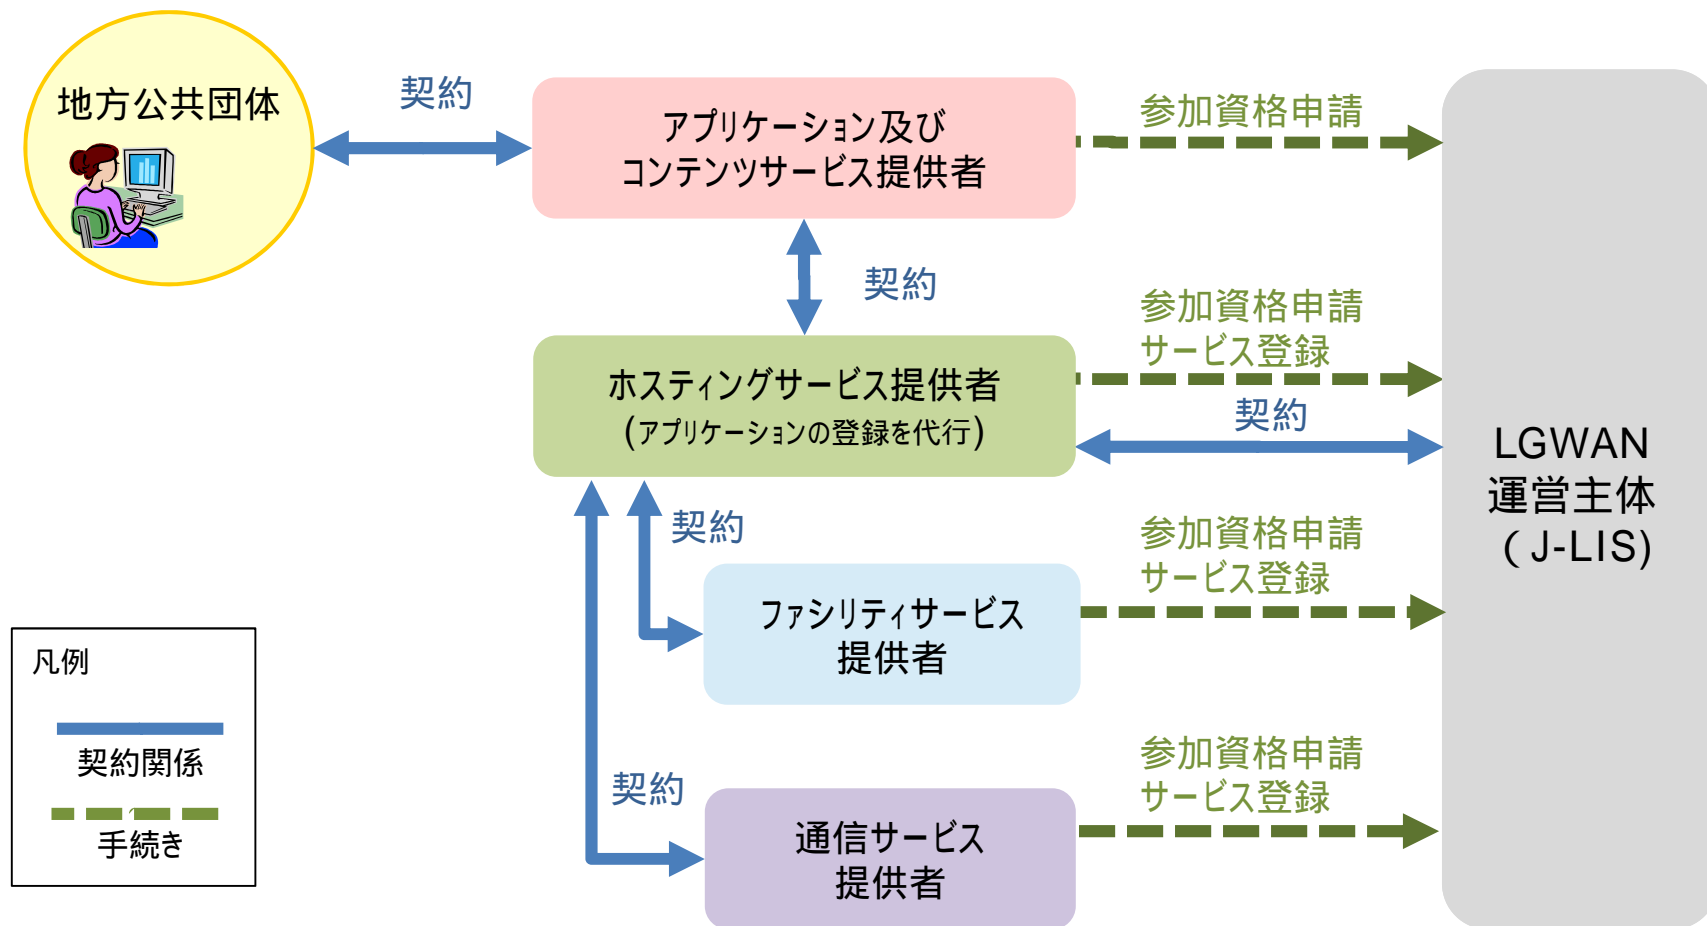 地方公共団体
契約
アプリケーション及び
コンテンツサービス提供者
参加資格申請
契約
ホスティングサービス提供者
(アプリケーションの登録を代行)
参加資格申請
サービス登録
契約
LGWAN
運営主体
(J-LIS)
契約
ファシリティサービス
提供者
参加資格申請
サービス登録
契約
通信サービス
提供者
参加資格申請
サービス登録
凡例
契約関係
手続き